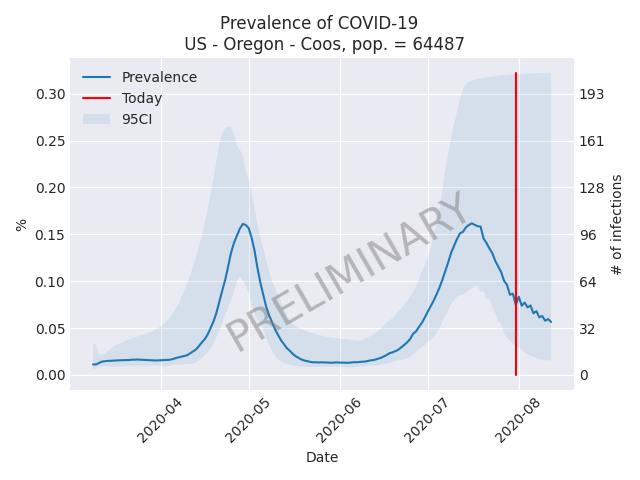 Prevalence of COVID-19
US - Oregon - Coos, pop. = 64487
Prevalence
Today
95CI
0.30
0.25
0.20
0.15
0.10
0.05
0.00
%
193
161
128
96
64
32
0
# of infections
PRELIMINARY
2020-04
2020-05
2020-06
2020-07
2020-08
Date